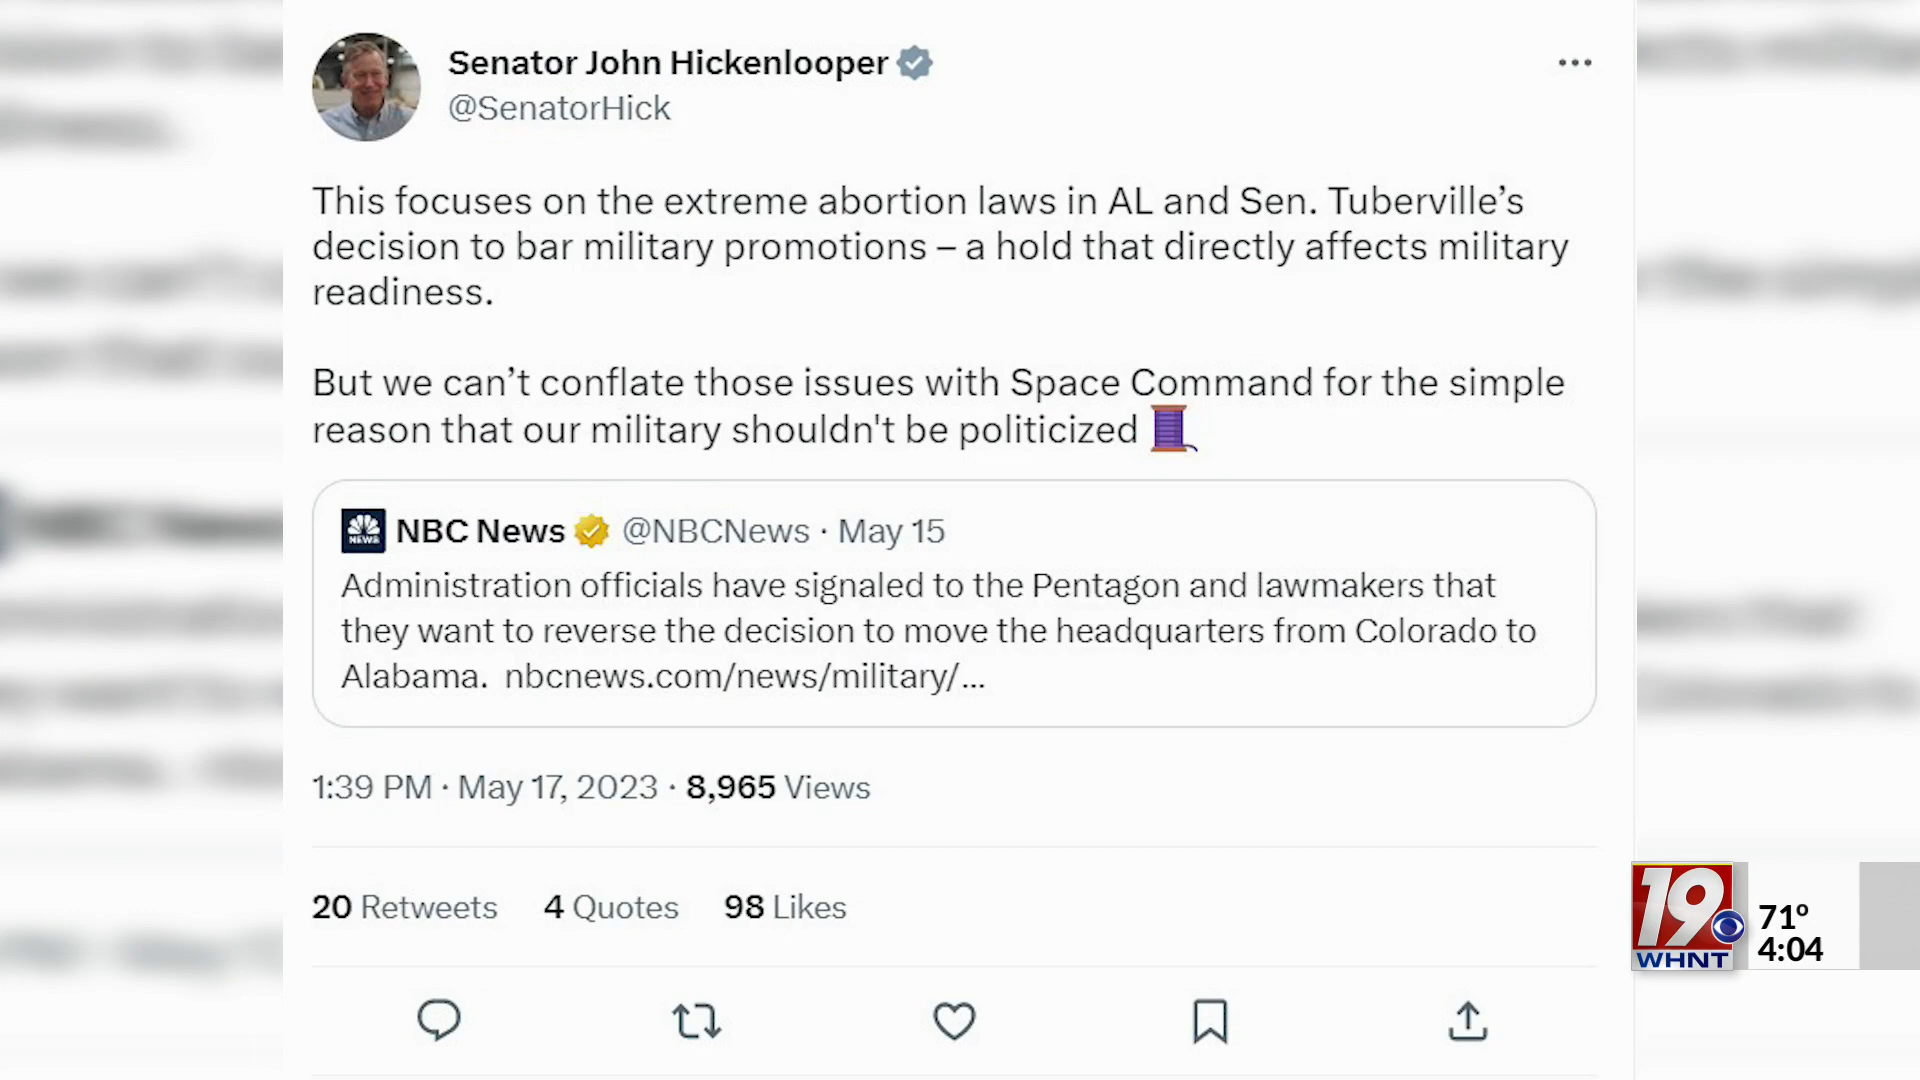 Senator John Hickenlooper
@SenatorHick
This focuses on the extreme abortion laws in AL and Sen. Tuberville’s
decision to bar military promotions – a hold that directly affects military
readiness.
But we can’t conflate those issues with Space Command for the simple
reason that our military shouldn't be politicized
NEWS
NBC News @NBCNews · May 15
Administration officials have signaled to the Pentagon and lawmakers that
they want to reverse the decision to move the headquarters from Colorado to
Alabama. nbcnews.com/news/military/...
1:39 PM · May 17, 2023 · 8,965 Views
20 Retweets 4 Quotes 98 Likes
19
WHNT
71°
4:04